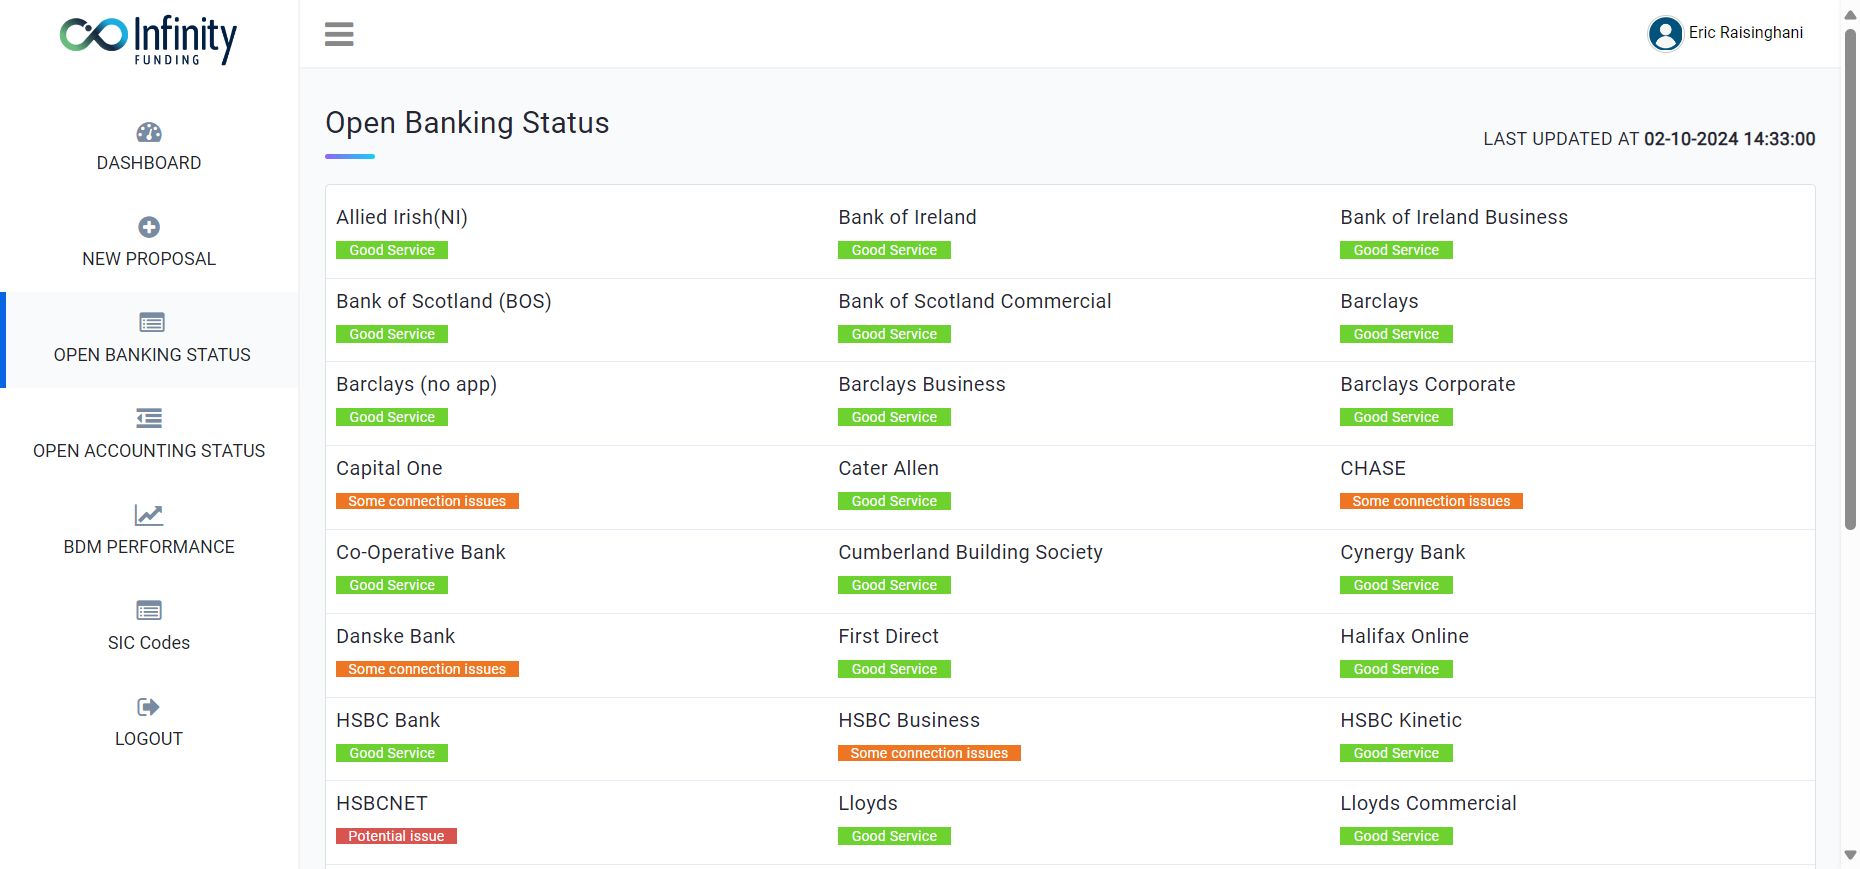 Infinity
FUNDING
Eric Raisinghani
DASHBOARD
NEW PROPOSAL
OPEN BANKING STATUS
OPEN ACCOUNTING STATUS
BDM PERFORMANCE
SIC Codes
LOGOUT
Open Banking Status
LAST UPDATED AT 02-10-2024 14:33:00
Allied Irish(NI)
Good Service
Bank of Ireland
Good Service
Bank of Ireland Business
Good Service
Bank of Scotland (BOS)
Good Service
Bank of Scotland Commercial
Good Service
Barclays
Good Service
Barclays (no app)
Good Service
Barclays Business
Good Service
Barclays Corporate
Good Service
Capital One
Some connection issues
Cater Allen
Good Service
CHASE
Some connection issues
Co-Operative Bank
Good Service
Cumberland Building Society
Good Service
Cynergy Bank
Good Service
Danske Bank
Some connection issues
First Direct
Good Service
Halifax Online
Good Service
HSBC Bank
Good Service
HSBC Business
Some connection issues
HSBC Kinetic
Good Service
HSBCNET
Potential issue
Lloyds
Good Service
Lloyds Commercial
Good Service